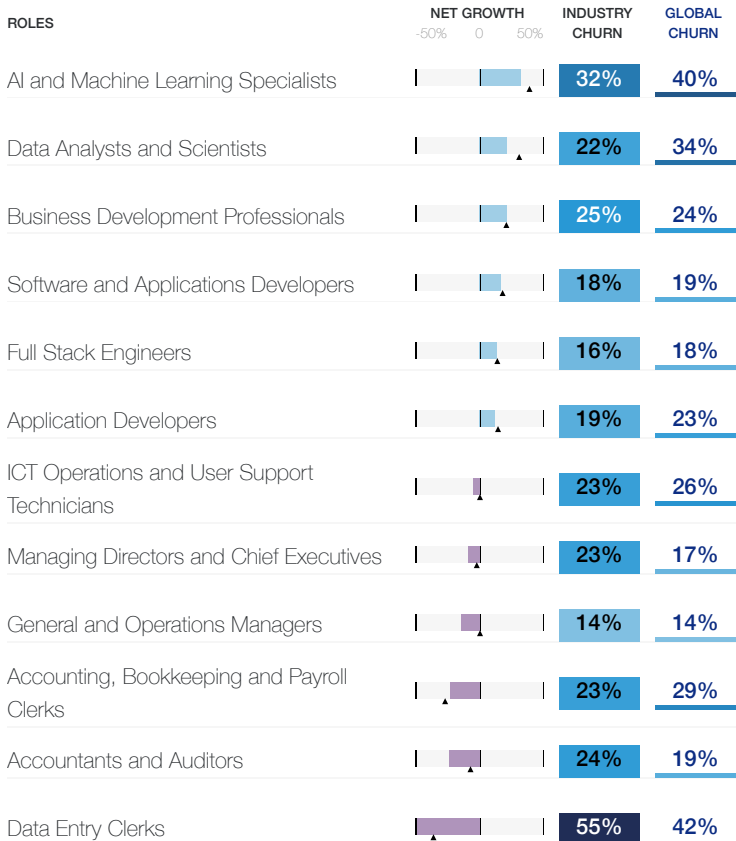 ROLES NET GROWTH INDUSTRY CHURN GLOBAL CHURN
-50% 0 50%
AI and Machine Learning Specialists 32% 40%
Data Analysts and Scientists 22% 34%
Business Development Professionals 25% 24%
Software and Applications Developers 18% 19%
Full Stack Engineers 16% 18%
Application Developers 19% 23%
ICT Operations and User Support
Technicians 23% 26%
Managing Directors and Chief Executives 23% 17%
General and Operations Managers 14% 14%
Accounting, Bookkeeping and Payroll
Clerks 23% 29%
Accountants and Auditors 24% 19%
Data Entry Clerks 55% 42%